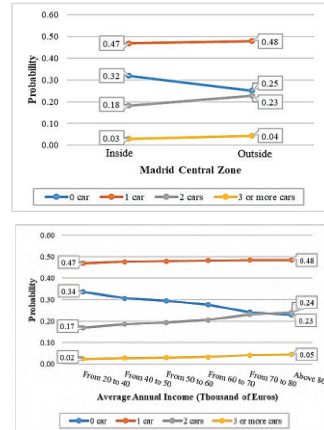 0.60
0.50
0.47
0.48
0.40
0.32
0.30
0.25
0.20
0.18
0.23
0.10
0.03
0.04
0.00
Inside
Outside
Probability
Madrid Central Zone
0 car
1 car
2 cars
3 or more cars
0.60
0.50
0.47
0.48
0.40
0.34
0.30
0.24
0.20
0.17
0.23
0.10
0.02
0.05
0.00
Probability
From 20 to 40
From 40 to 50
From 50 to 60
From 60 to 70
From 70 to 80
Above 80
Average Annual Income (Thousand of Euros)
0 car
1 car
2 cars
3 or more cars